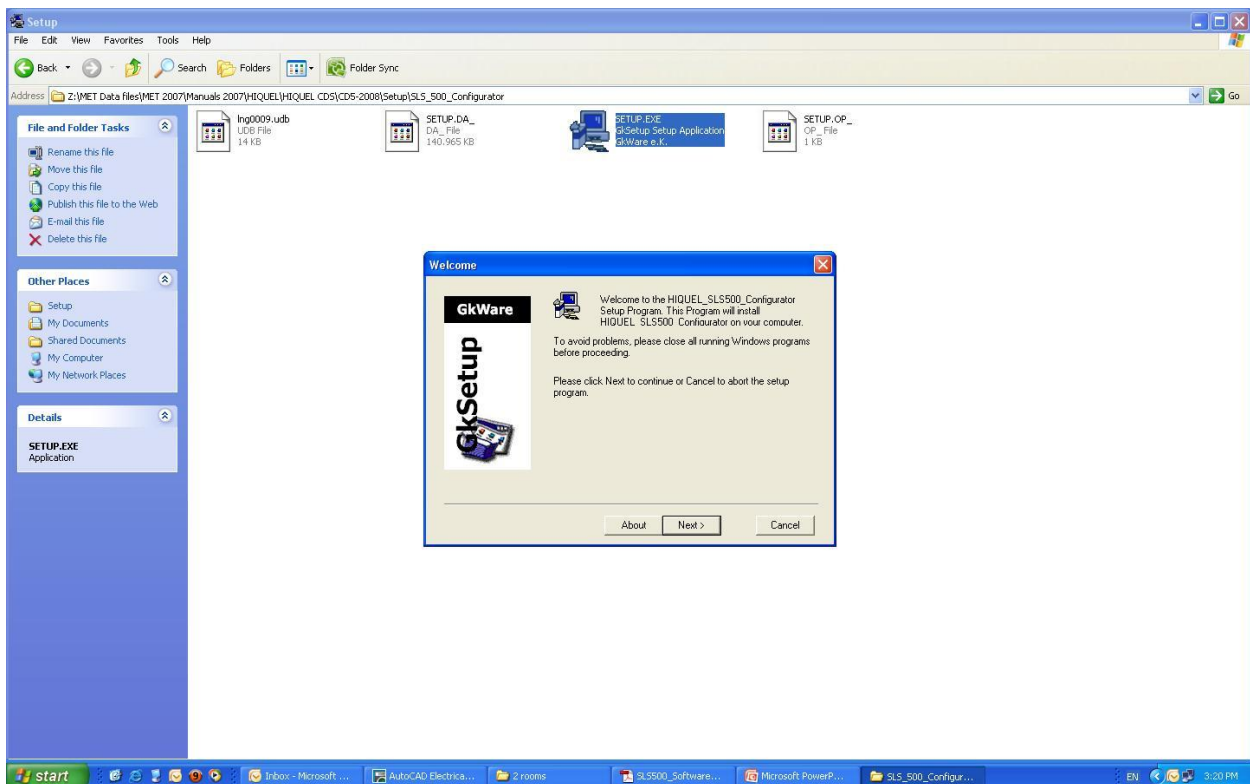 Setup
File Edit View Favorites Tools Help
Back Search Folders Folder Sync
Address Z:\MET Data files\MET 2007\Manuals 2007\HIQUEL\HIQUEL CDS\CD5-2008\Setup\SLS_500_Configurator Go
File and Folder Tasks
Rename this file
Move this file
Copy this file
Publish this file to the Web
E-mail this file
Delete this file
Other Places
Setup
My Documents
Shared Documents
My Computer
My Network Places
Details
SETUP.EXE
Application
lng0009.udb
UDB File
14 KB
SETUP.DA_
DA_ File
140.965 KB
SETUP.EXE
GkSetup Setup Application
GkWare e.K.
SETUP.OP_
OP_ File
1 KB
Welcome
GkWare
GkSetup
Welcome to the HIQUEL_SLS500_Configurator
Setup Program. This Program will install
HIQUEL_SLS500_Configurator on your computer.
To avoid problems, please close all running Windows programs
before proceeding.
Please click Next to continue or Cancel to abort the setup
program.
About Next > Cancel
start Inbox - Microsoft ... AutoCAD Electrica... 2 rooms SLS500_Software... Microsoft PowerP... SLS_500_Configur... EN 3:20 PM